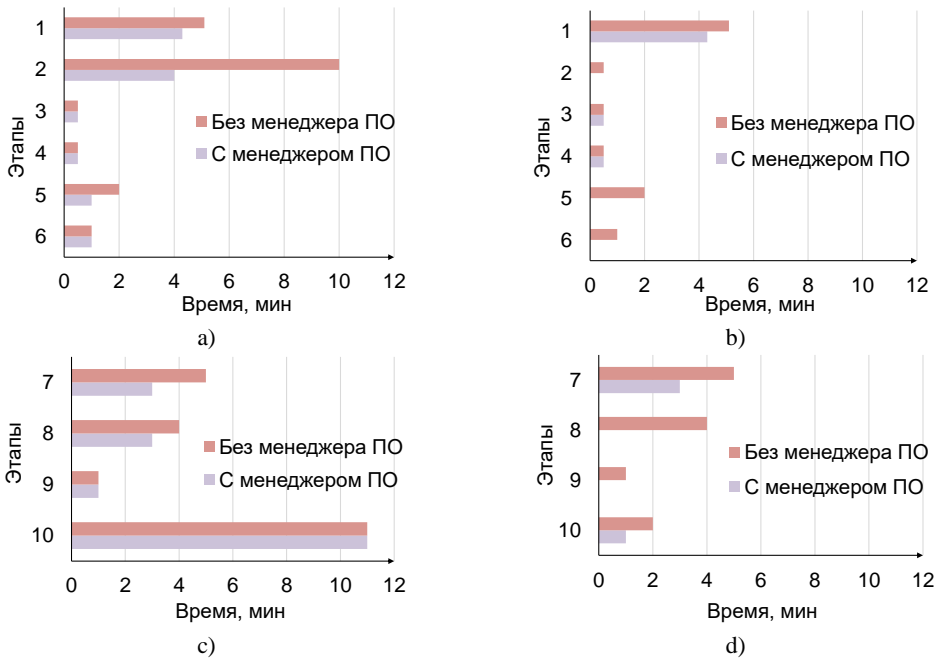 1
2
3
4
5
6
Этапы
Без менеджера ПО
С менеджером ПО
0 2 4 6 8 10 12
Время, мин
a)
1
2
3
4
5
6
Этапы
Без менеджера ПО
С менеджером ПО
0 2 4 6 8 10 12
Время, мин
b)
7
8
9
10
Этапы
Без менеджера ПО
С менеджером ПО
0 2 4 6 8 10 12
Время, мин
c)
7
8
9
10
Этапы
Без менеджера ПО
С менеджером ПО
0 2 4 6 8 10 12
Время, мин
d)